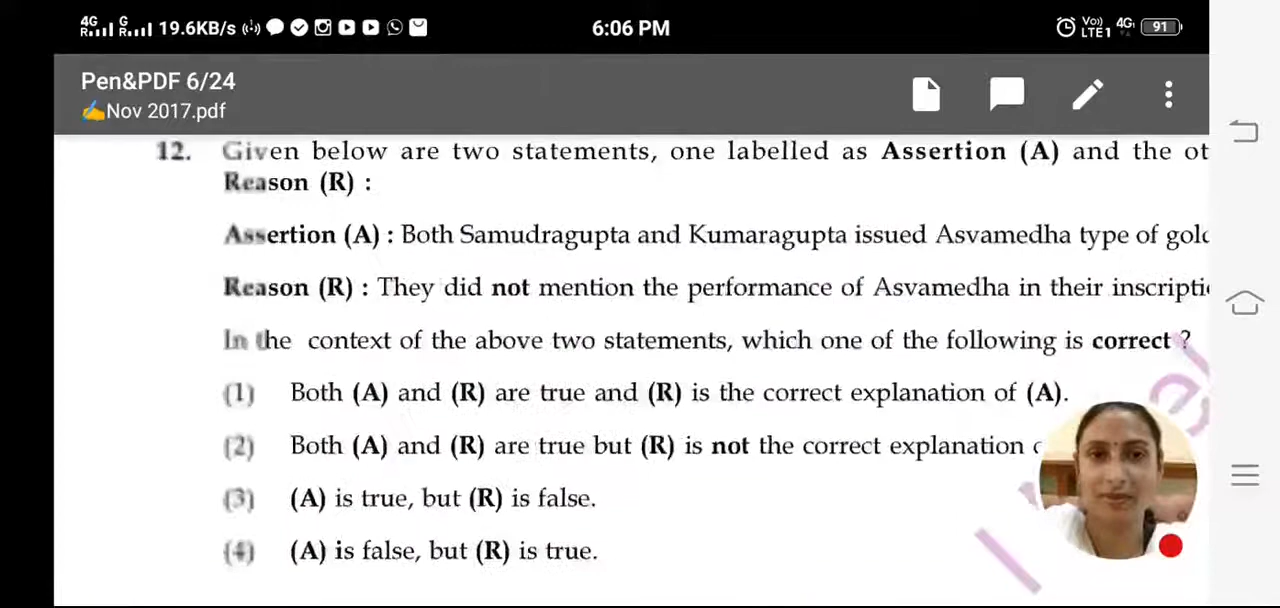 4G R 19.6KB/s 6:06 PM Vo) LTE1 4G 91
Pen&PDF 6/24
✍Nov 2017.pdf
12. Given below are two statements, one labelled as Assertion (A) and the
Reason (R) :
Assertion (A) : Both Samudragupta and Kumaragupta issued Asvamedha type of
Reason (R) : They did not mention the performance of Asvamedha in their
In the context of the above two statements, which one of the following is correct ?
(1) Both (A) and (R) are true and (R) is the correct explanation of (A).
(2) Both (A) and (R) are true but (R) is not the correct explanation
(3) (A) is true, but (R) is false.
(4) (A) is false, but (R) is true.